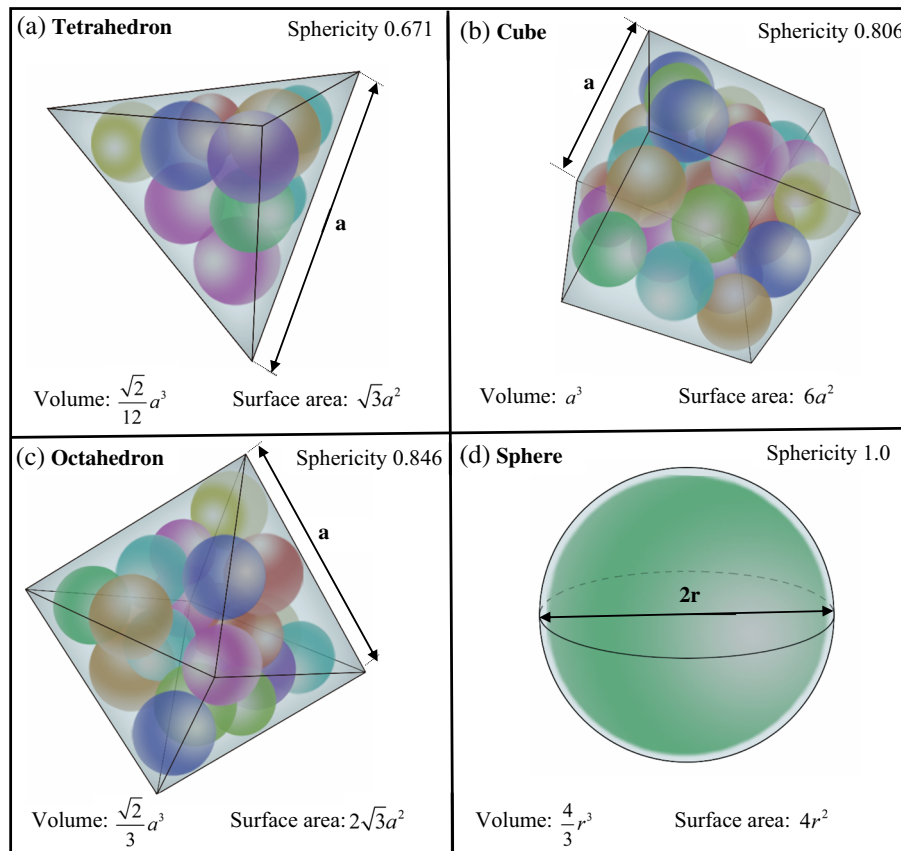 (a) Tetrahedron Sphericity 0.671
a
Volume: √2/12 a³ Surface area: √3a²
(b) Cube Sphericity 0.806
a
Volume: a³ Surface area: 6a²
(c) Octahedron Sphericity 0.846
a
Volume: √2/3 a³ Surface area: 2√3a²
(d) Sphere Sphericity 1.0
2r
Volume: 4/3 r³ Surface area: 4r²